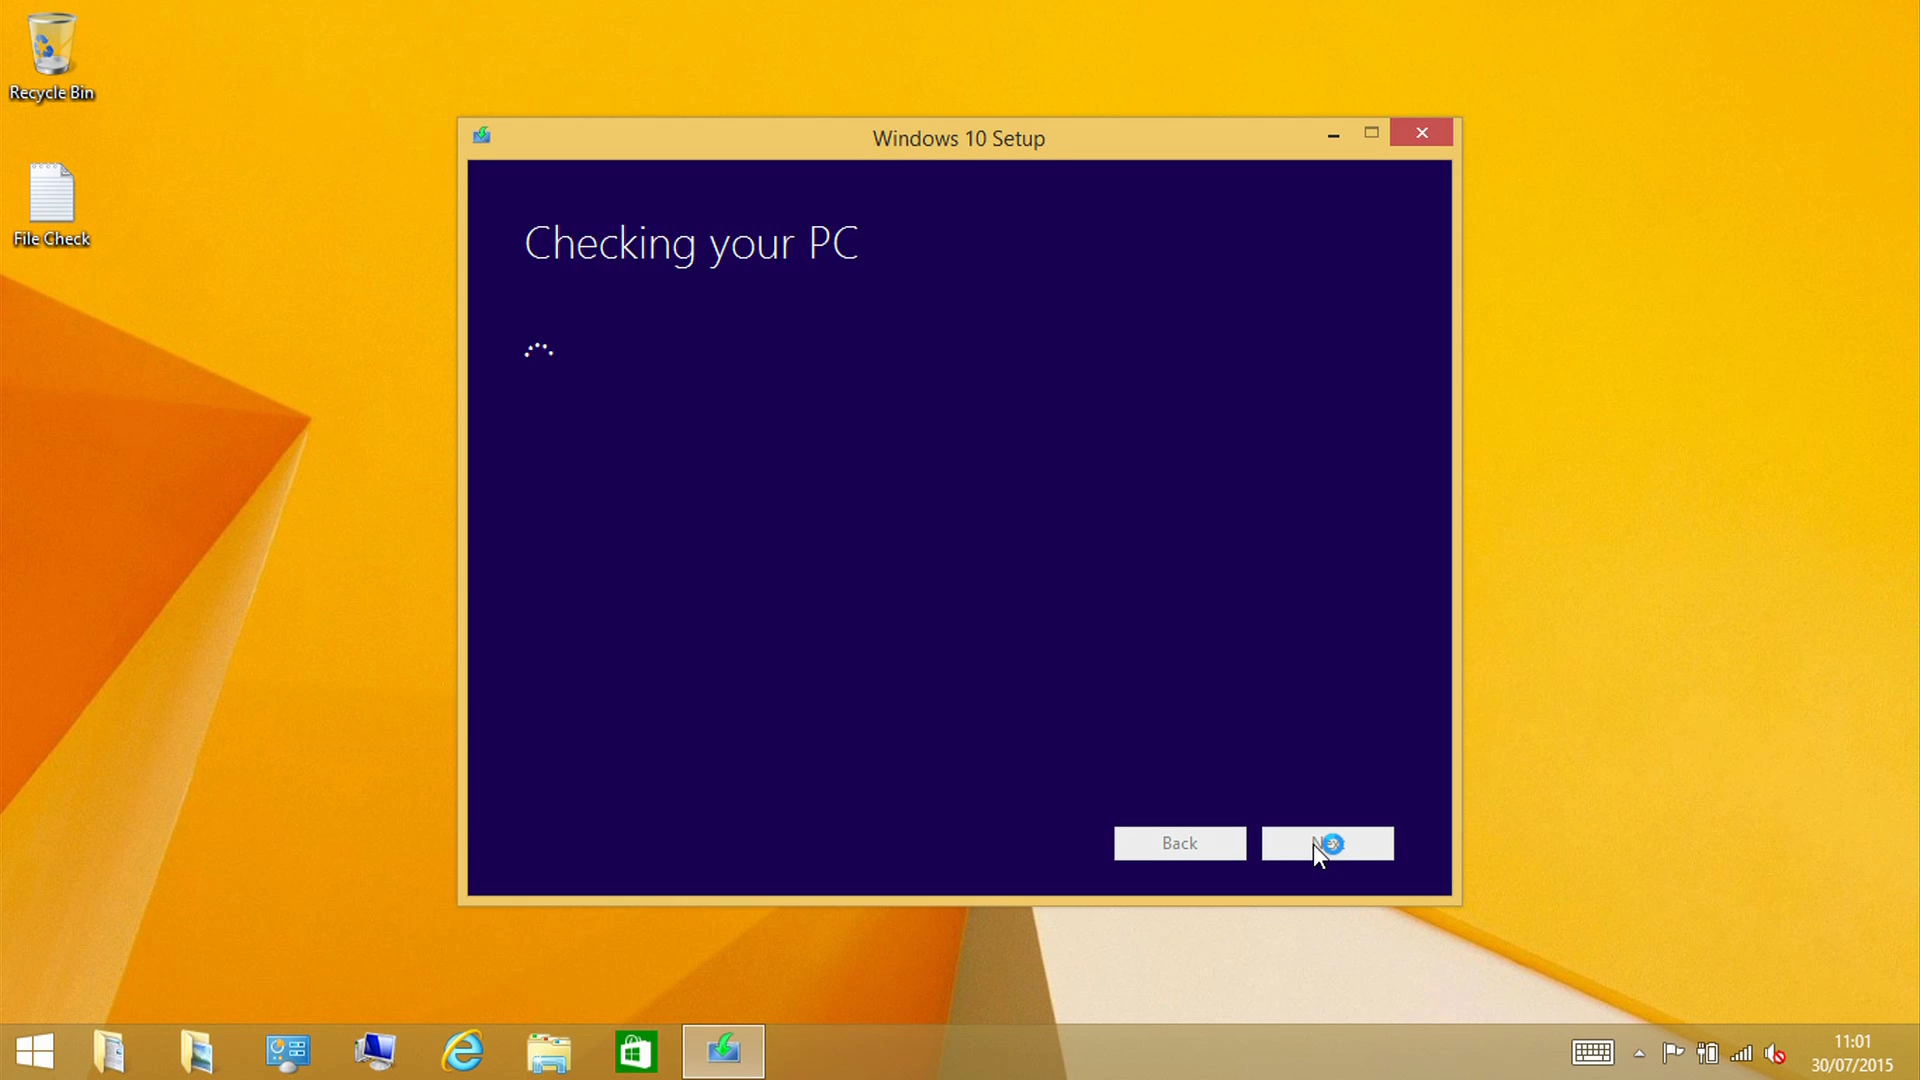 Recycle Bin
File Check
Windows 10 Setup
Checking your PC
Back
11:01
30/07/2015